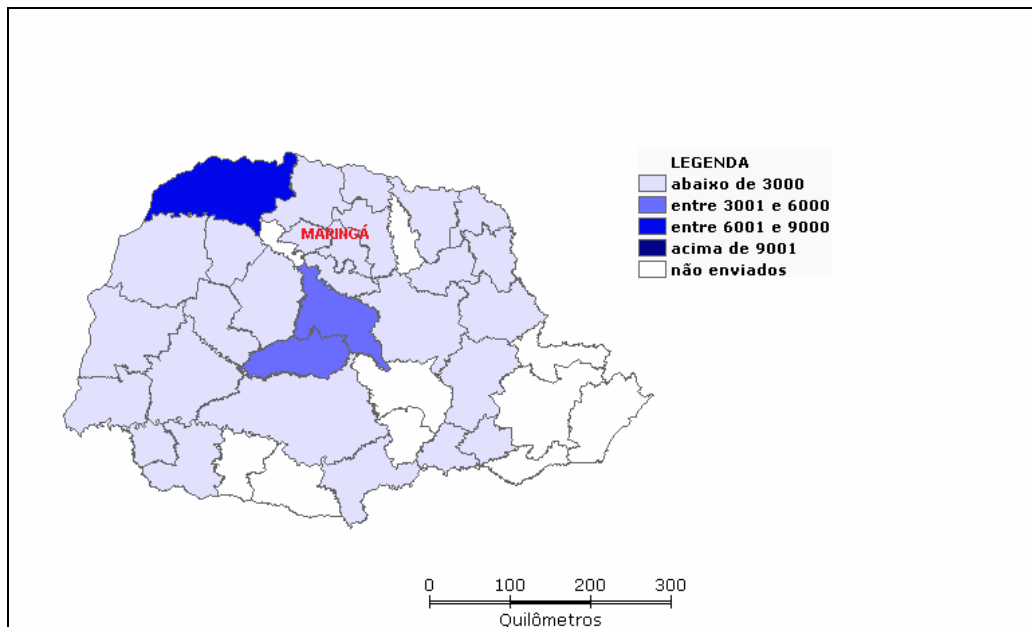 LEGENDA
abaixo de 3000
entre 3001 e 6000
entre 6001 e 9000
acima de 9001
não enviados
MARINGÁ
0 100 200 300
Quilômetros